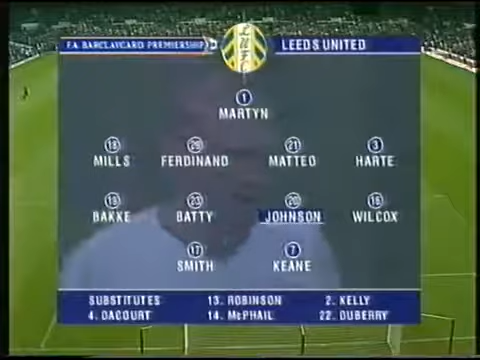 F.A. BARCLAYCARD PREMIERSHIP LEEDS UNITED
LUFC
1
MARTYN
18 29 21 3
MILLS FERDINAND MATTEO HARTE
19 23 20 16
BAKKE BATTY JOHNSON WILCOX
17 7
SMITH KEANE
SUBSTITUTES 13. ROBINSON 2. KELLY
4. DACOURT 14. McPHAIL 22. DUBERRY